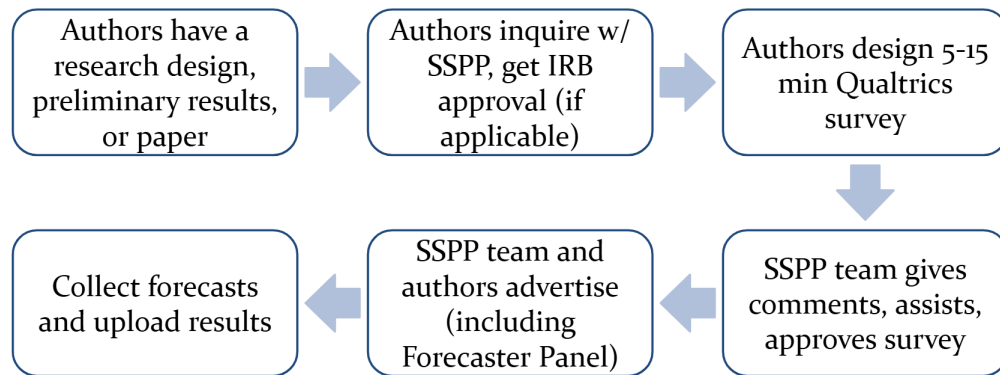 Authors have a
research design,
preliminary results,
or paper
Authors inquire w/
SSPP, get IRB
approval (if
applicable)
Authors design 5-15
min Qualtrics
survey
SSPP team gives
comments, assists,
approves survey
SSPP team and
authors advertise
(including
Forecaster Panel)
Collect forecasts
and upload results